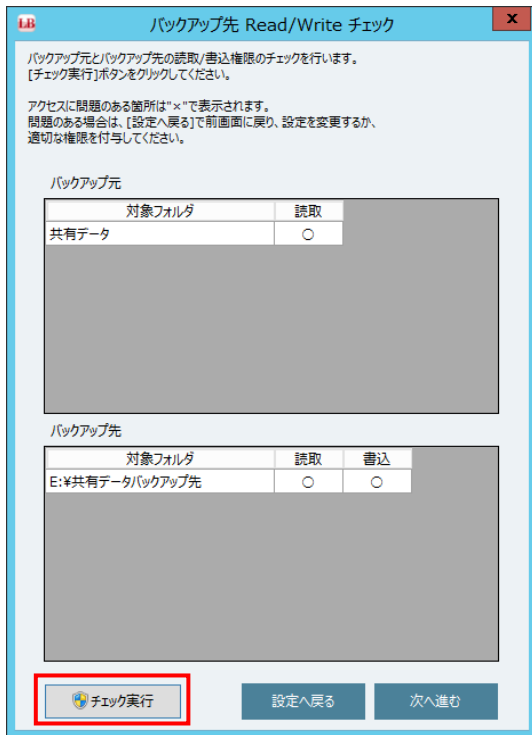 LB
バックアップ先 Read/Write チェック
x
バックアップ元とバックアップ先の読取/書込権限のチェックを行います。
[チェック実行]ボタンをクリックしてください。
アクセスに問題のある箇所は"×"で表示されます。
問題のある場合は、[設定へ戻る]で前画面に戻り、設定を変更するか、
適切な権限を付与してください。
バックアップ元
対象フォルダ 読取
共有データ ○
バックアップ先
対象フォルダ 読取 書込
E:¥共有データバックアップ先 ○ ○
チェック実行 設定へ戻る 次へ進む